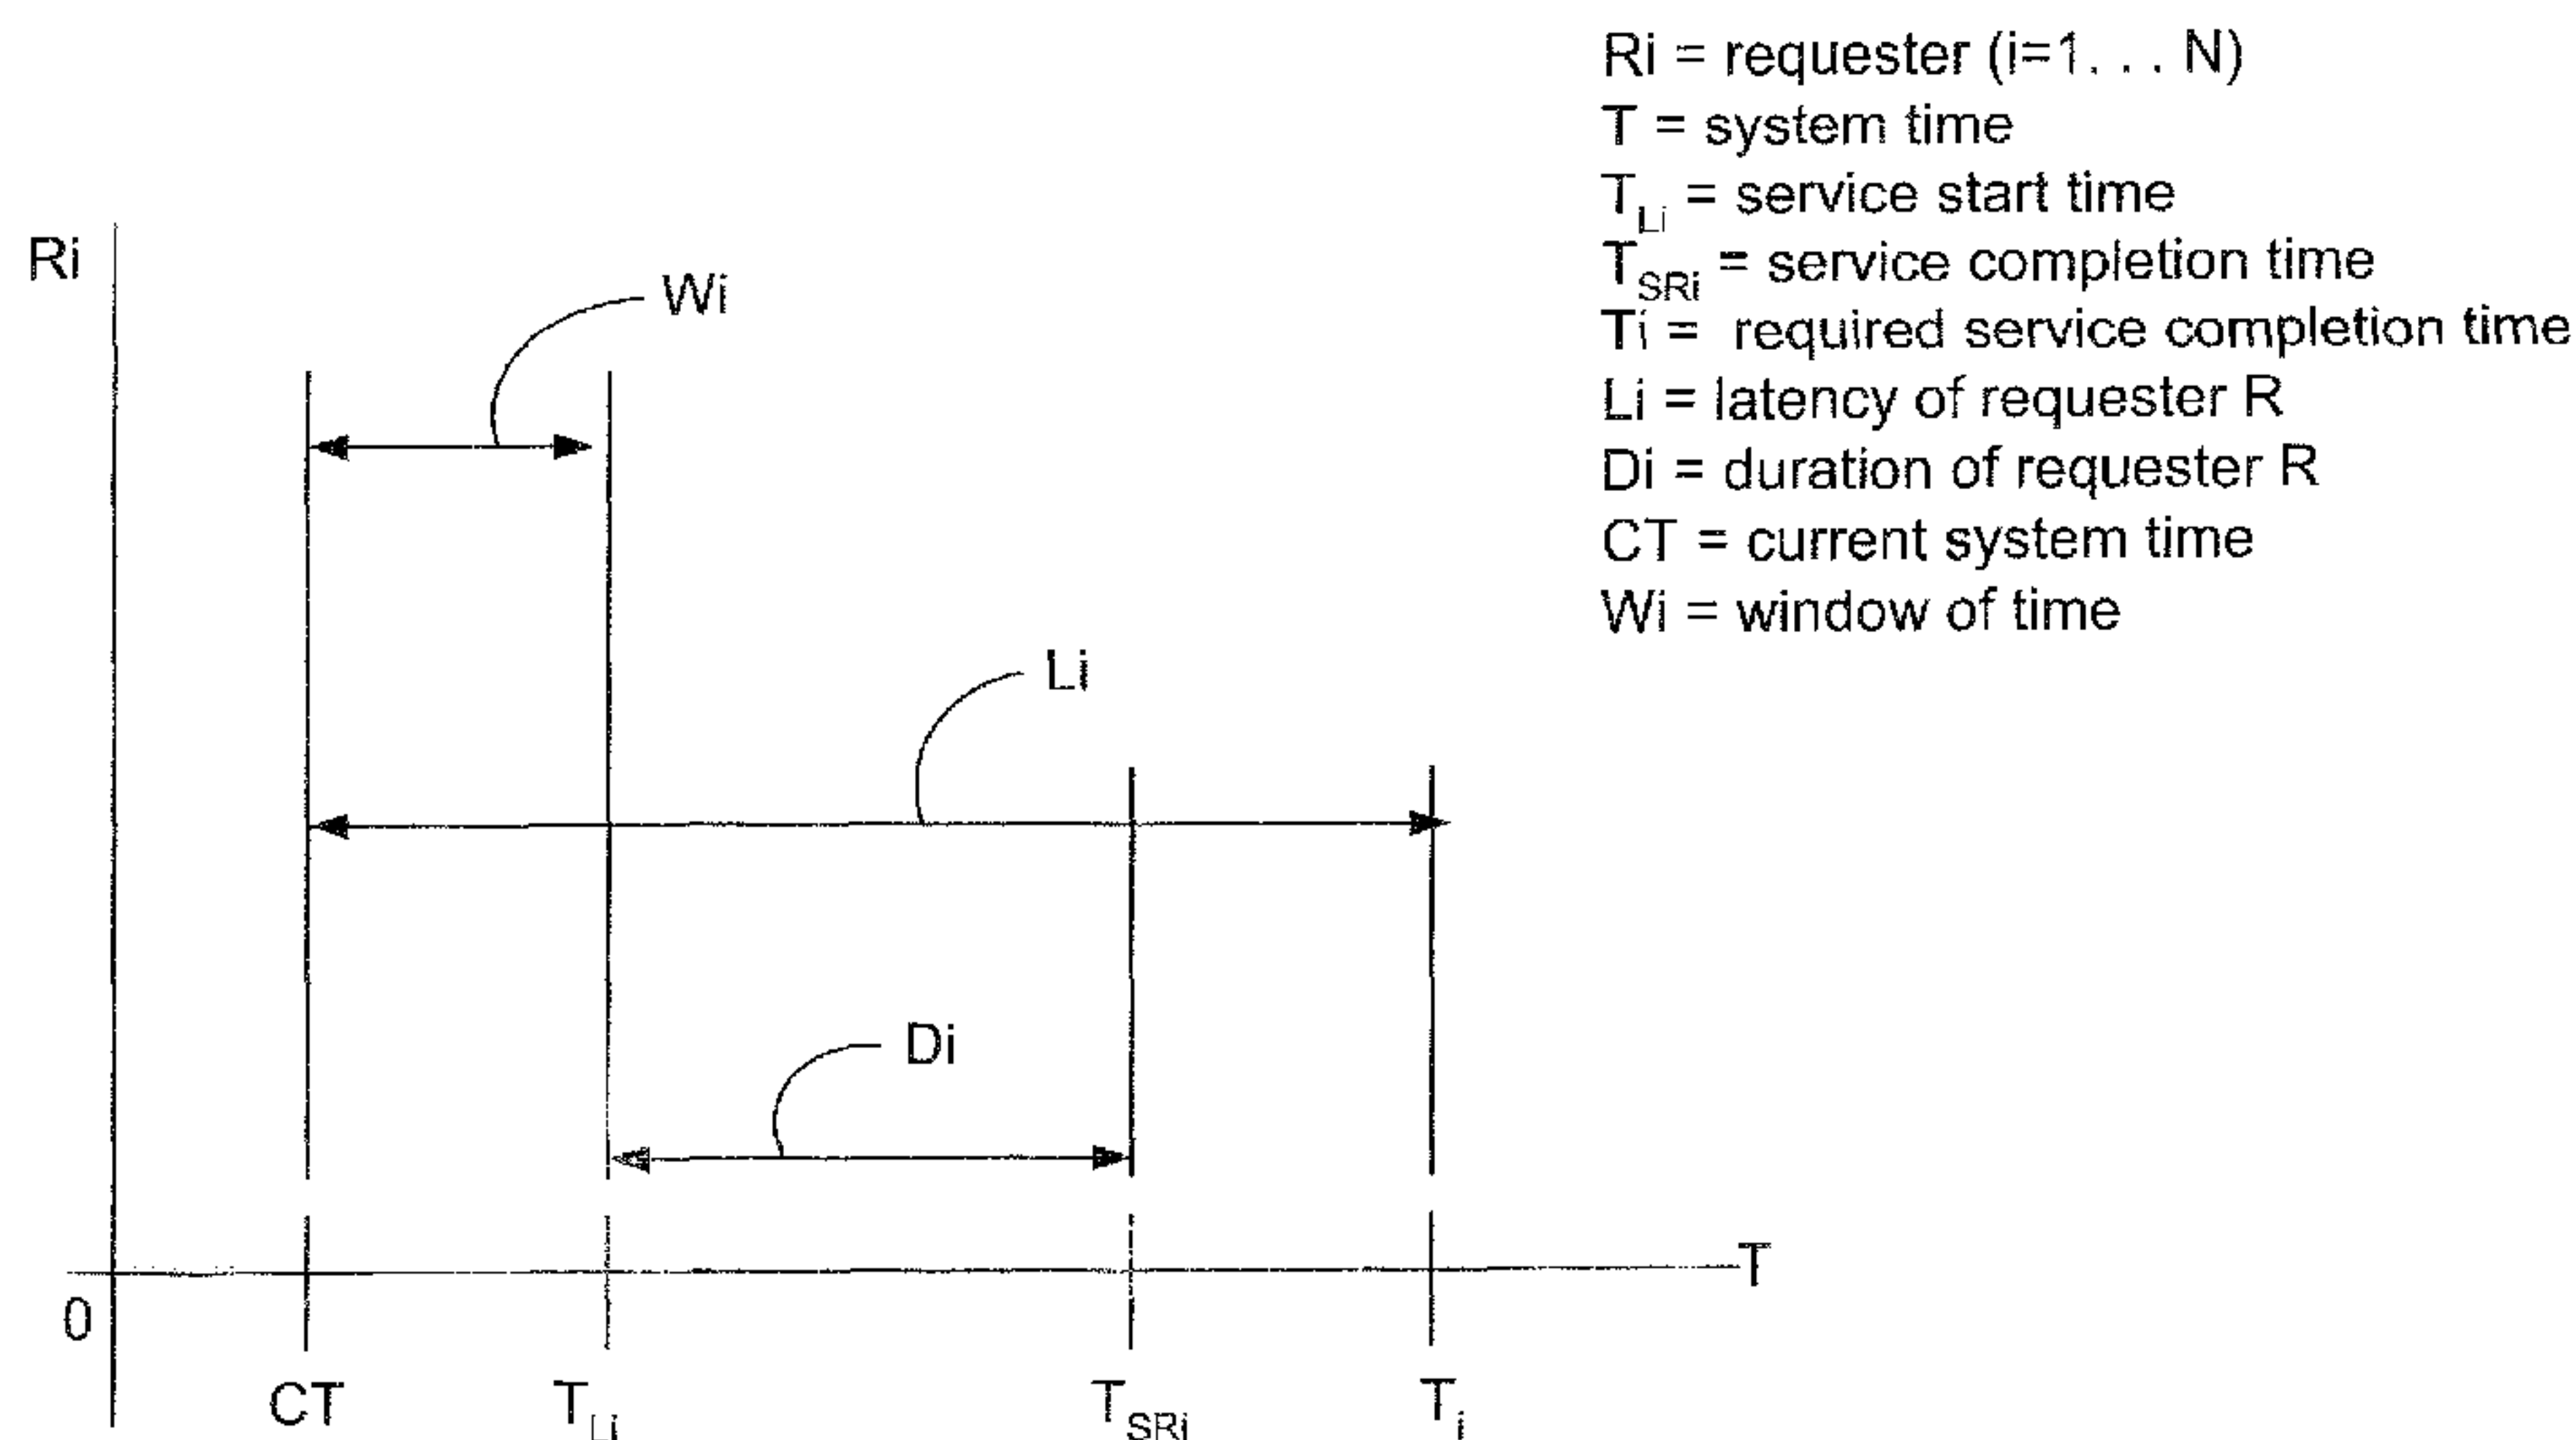 Ri = requester (i=1. . . N)
T = system time
T_Li = service start time
T_SRi = service completion time
Ti = required service completion time
Li = latency of requester R
Di = duration of requester R
CT = current system time
Wi = window of time
Ri
Wi
Li
Di
T
0
CT T_Li T_SRi T_i